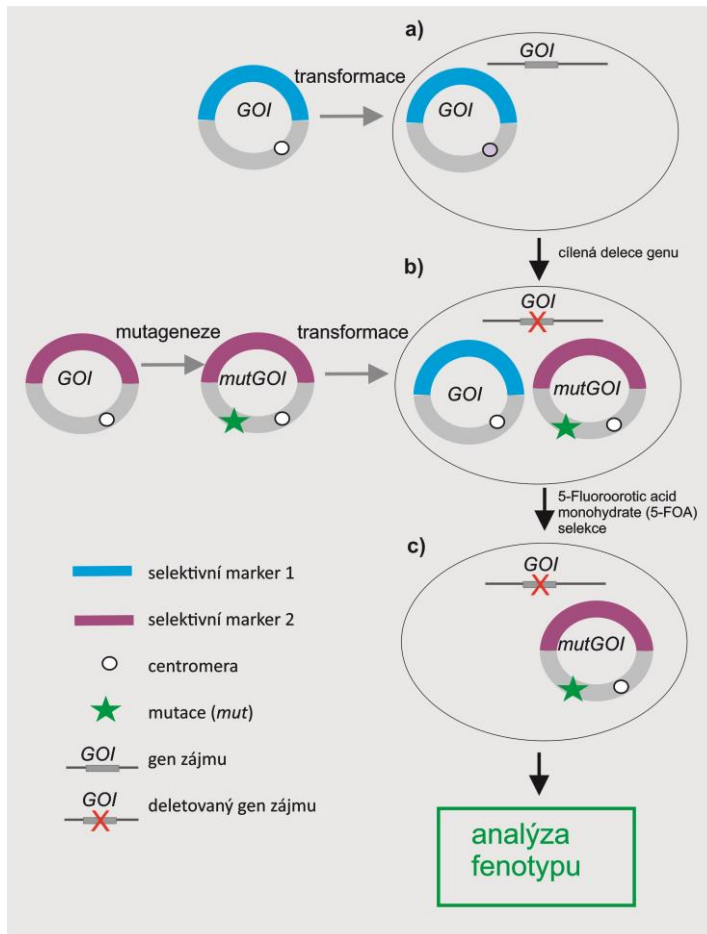 a)
GOI
transformace
GOI
GOI
cílená delece genu
b)
GOI
mutageneze
transformace
GOI
mutGOI
GOI
mutGOI
5-Fluoroorotic acid
monohydrate (5-FOA)
selekce
c)
GOI
mutGOI
selektivní marker 1
selektivní marker 2
centromera
mutace (mut)
GOI
gen zájmu
GOI
deletovaný gen zájmu
analýza
fenotypu